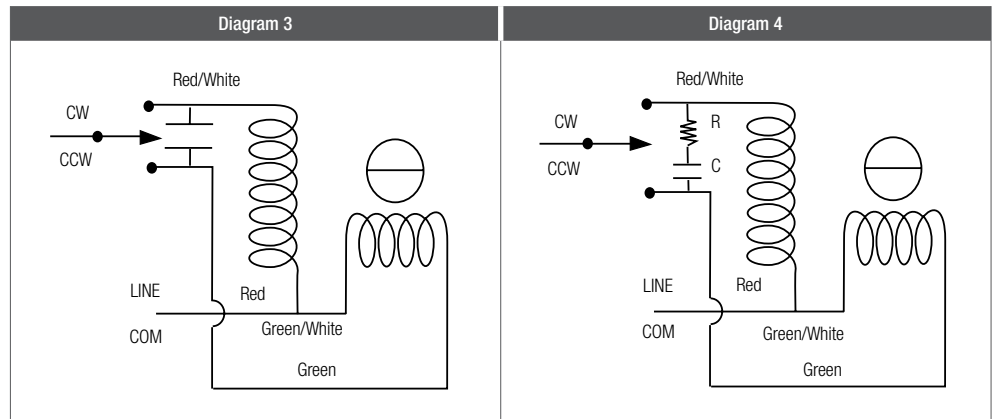 Diagram 3
Red/White
CW
CCW
LINE
Red
COM
Green/White
Green
Diagram 4
Red/White
CW
R
CCW
C
LINE
Red
COM
Green/White
Green